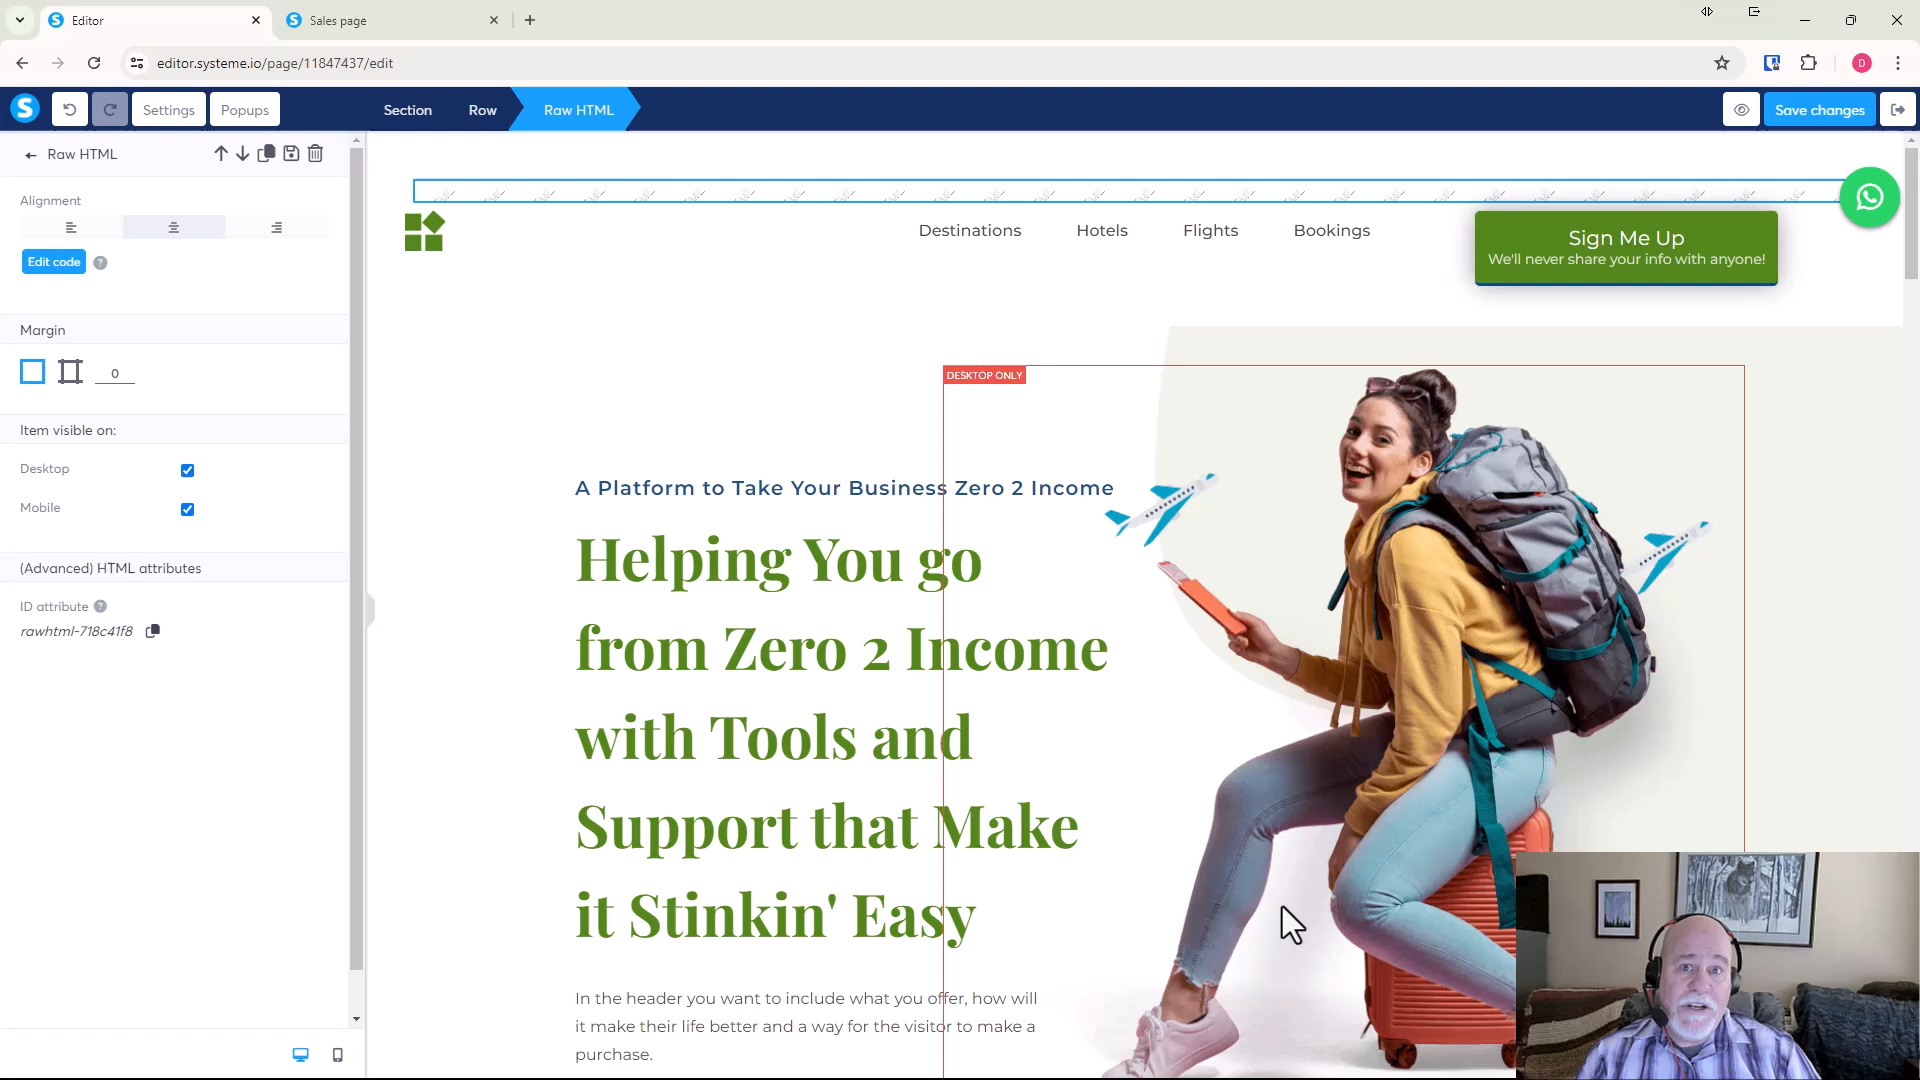 Editor
Sales page
editor.systeme.io/page/11847437/edit
D
S
Settings
Popups
Section
Row
Raw HTML
Save changes
Raw HTML
Alignment
Edit code
?
Margin
0
Item visible on:
Desktop
Mobile
(Advanced) HTML attributes
ID attribute ?
rawhtml-718c41f8
Destinations
Hotels
Flights
Bookings
Sign Me Up
We'll never share your info with anyone!
DESKTOP ONLY
A Platform to Take Your Business Zero 2 Income
Helping You go
from Zero 2 Income
with Tools and
Support that Make
it Stinkin' Easy
In the header you want to include what you offer, how will
it make their life better and a way for the visitor to make a
purchase.